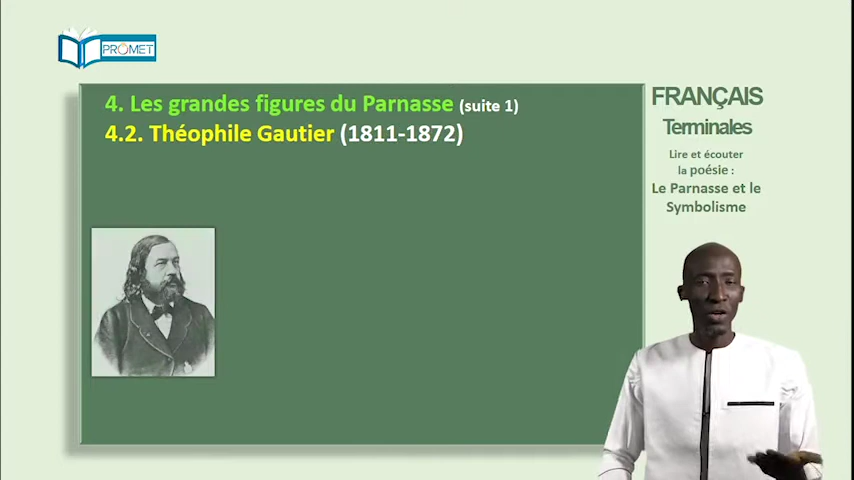 PROMET
4. Les grandes figures du Parnasse (suite 1)
4.2. Théophile Gautier (1811-1872)
FRANÇAIS
Terminales
Lire et écouter
la poésie :
Le Parnasse et le
Symbolisme